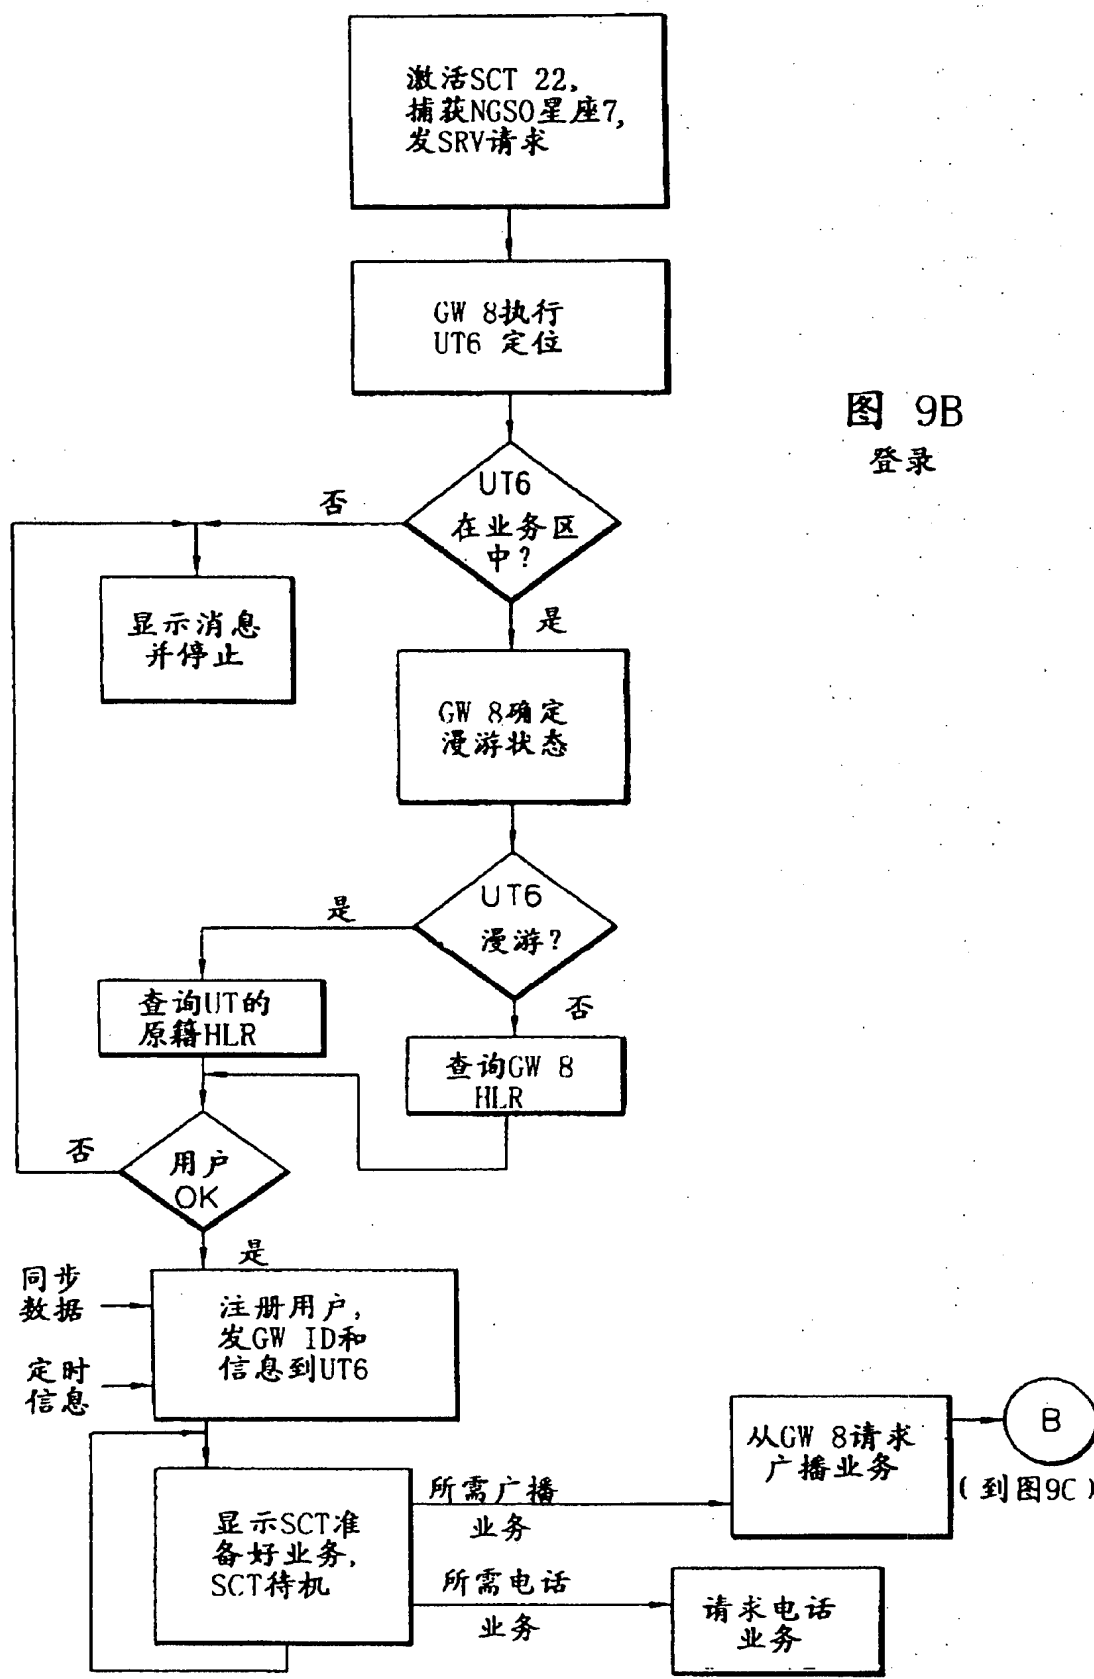 激活SCT 22,
捕获NGSO星座7,
发SRV请求
GW 8执行
UT6 定位
图 9B
登录
UT6
在业务区
中?
否
是
显示消息
并停止
GW 8确定
漫游状态
UT6
漫游?
是
否
查询UT的
原籍HLR
查询GW 8
HLR
用户
OK
否
是
同步
数据
定时
信息
注册用户,
发GW ID和
信息到UT6
显示SCT准
备好业务,
SCT待机
所需广播
业务
所需电话
业务
从GW 8请求
广播业务
B
(到图9C)
请求电话
业务